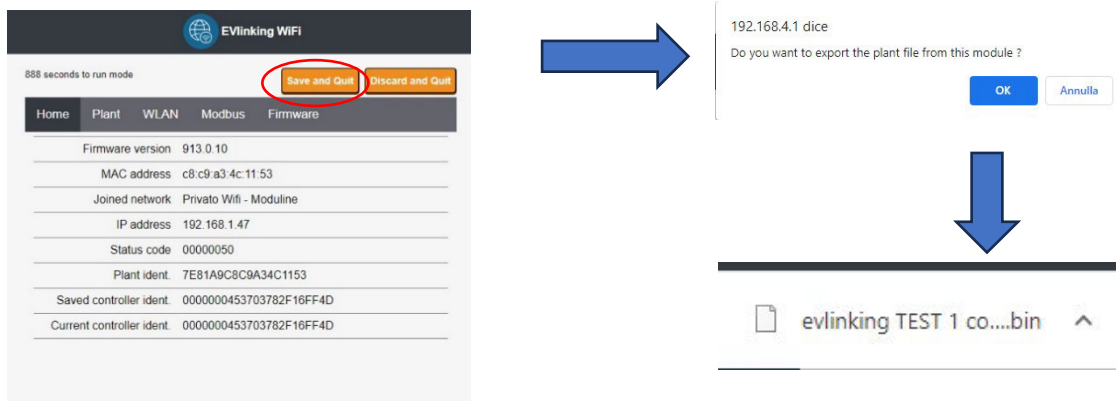 EVlinking WiFi
888 seconds to run mode
Save and Quit
Discard and Quit
Home Plant WLAN Modbus Firmware
Firmware version 913.0.10
MAC address c8:c9:a3:4c:11:53
Joined network Privato Wifi - Moduline
IP address 192.168.1.47
Status code 00000050
Plant ident. 7E81A9C8C9A34C1153
Saved controller ident. 0000000453703782F16FF4D
Current controller ident. 0000000453703782F16FF4D
192.168.4.1 dice
Do you want to export the plant file from this module ?
OK Annulla
evlinking TEST 1 co....bin